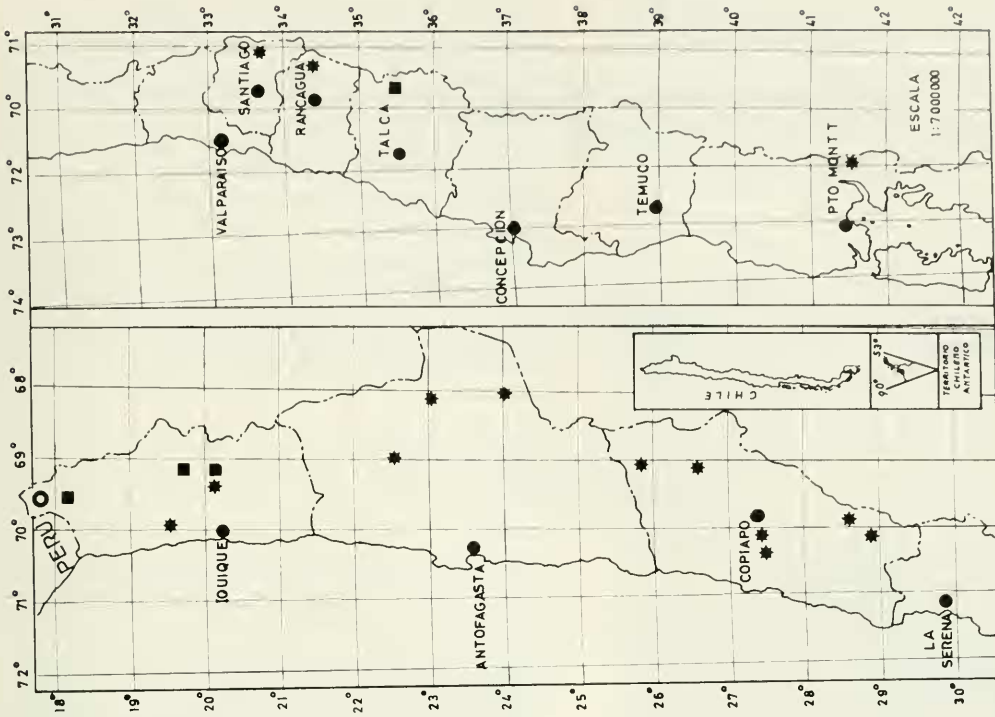 31°
32°
33°
34°
35°
36°
37°
38°
39°
40°
41°
42°
42°
71°
70°
71°
72°
73°
74°
SANTIAGO
RANCAGUA
VALPARAISO
TALCA
CONCEPCION
TEMUCO
PTO MONTT
ESCALA
1:7000000
68°
69°
70°
71°
72°
18°
19°
20°
21°
22°
23°
24°
25°
26°
27°
28°
29°
30°
PERU
IQUIQUE
ANTOFAGASTA
COPIAPO
LA
SERENA
CHILE
90°
53°
TERRITORIO
CHILENO
ANTARTICO